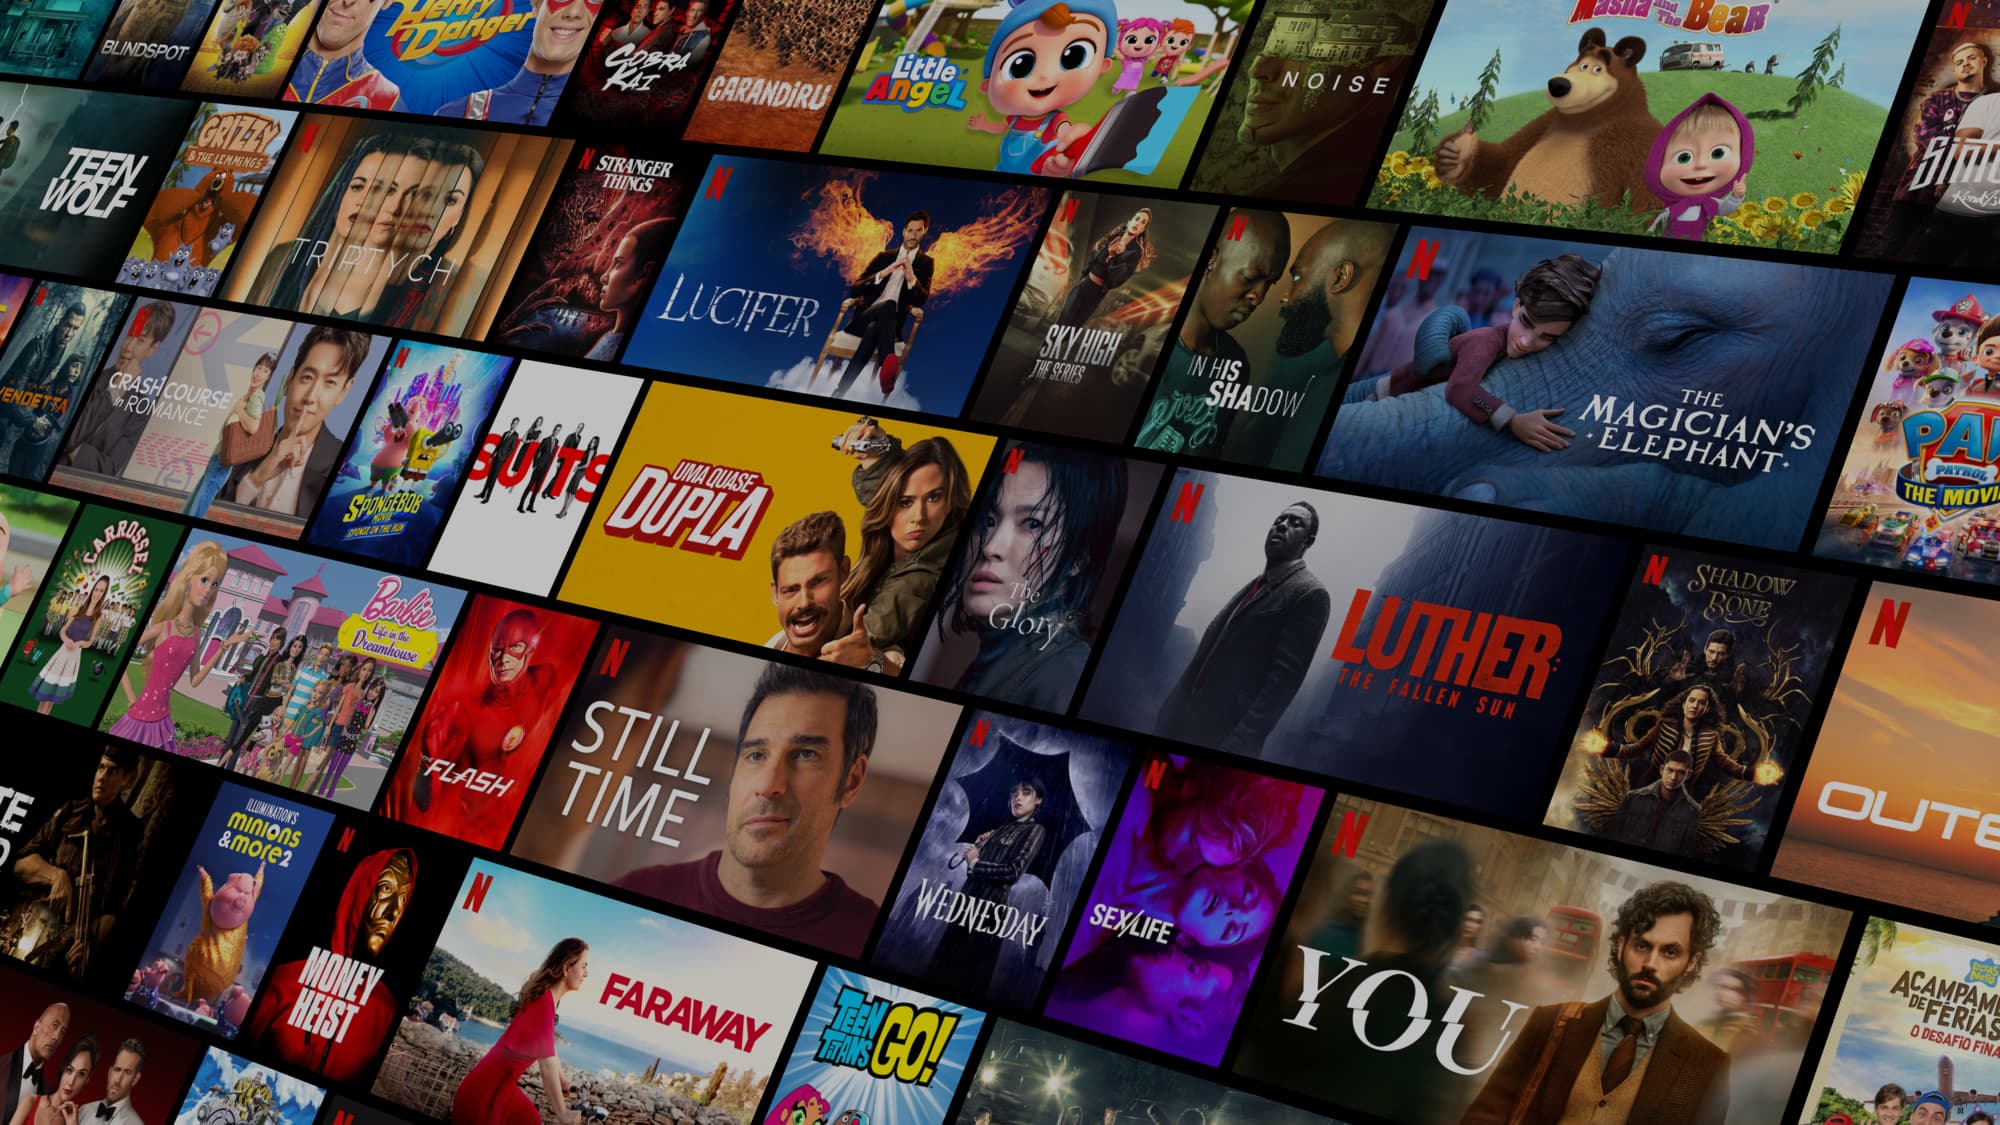 BLINDSPOT
Henry
Danger
COBRA
KAI
CARANDIRU
Little
Angel
NOISE
Masha and The Bear
TEEN
WOLF
GRIZZY
& THE LEMMINGS
TRIPTYCH
STRANGER
THINGS
LUCIFER
SKY HIGH
THE SERIES
IN HIS
SHADOW
THE
MAGICIAN'S
ELEPHANT
VENDETTA
CRASH COURSE
in ROMANCE
SPONGEBOB
MOVIE
SPONGE ON THE RUN
SUITS
UMA QUASE
DUPLA
The
Glory
LUTHER:
THE FALLEN SUN
SHADOW
AND
BONE
PATROL
THE MOVIE
CARROSSEL
Barbie
Life in the
Dreamhouse
THE
FLASH
STILL
TIME
WEDNESDAY
SEX/LIFE
YOU
OUTE
ILLUMINATION'S
minions
& more 2
MONEY
HEIST
FARAWAY
TEEN
TITANS
GO!
ACAMPAME
DE FÉRIAS
O DESAFIO FINA